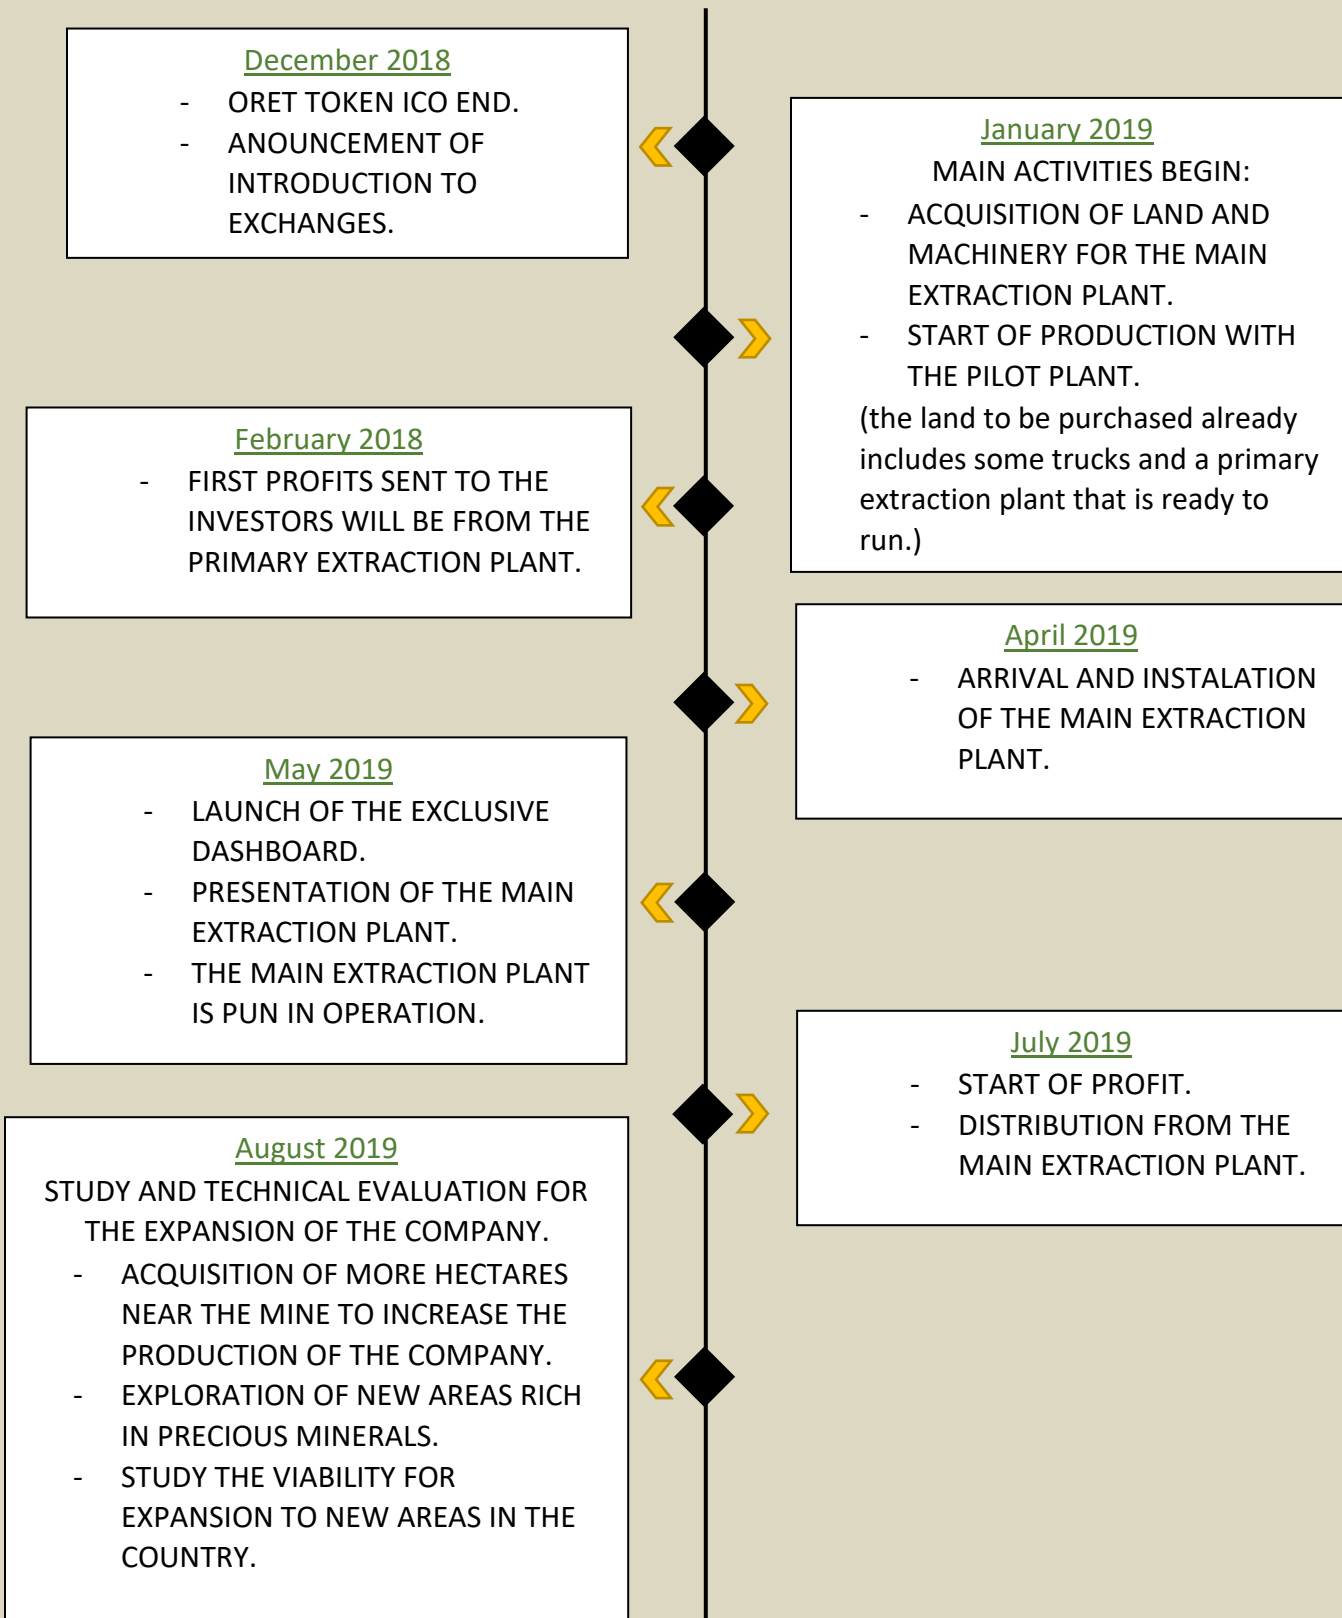 December 2018
- ORET TOKEN ICO END.
- ANOUNCEMENT OF
INTRODUCTION TO
EXCHANGES.
January 2019
MAIN ACTIVITIES BEGIN:
- ACQUISITION OF LAND AND
MACHINERY FOR THE MAIN
EXTRACTION PLANT.
- START OF PRODUCTION WITH
THE PILOT PLANT.
(the land to be purchased already
includes some trucks and a primary
extraction plant that is ready to
run.)
February 2018
- FIRST PROFITS SENT TO THE
INVESTORS WILL BE FROM THE
PRIMARY EXTRACTION PLANT.
April 2019
- ARRIVAL AND INSTALATION
OF THE MAIN EXTRACTION
PLANT.
May 2019
- LAUNCH OF THE EXCLUSIVE
DASHBOARD.
- PRESENTATION OF THE MAIN
EXTRACTION PLANT.
- THE MAIN EXTRACTION PLANT
IS PUN IN OPERATION.
July 2019
- START OF PROFIT.
- DISTRIBUTION FROM THE
MAIN EXTRACTION PLANT.
August 2019
STUDY AND TECHNICAL EVALUATION FOR
THE EXPANSION OF THE COMPANY.
- ACQUISITION OF MORE HECTARES
NEAR THE MINE TO INCREASE THE
PRODUCTION OF THE COMPANY.
- EXPLORATION OF NEW AREAS RICH
IN PRECIOUS MINERALS.
- STUDY THE VIABILITY FOR
EXPANSION TO NEW AREAS IN THE
COUNTRY.